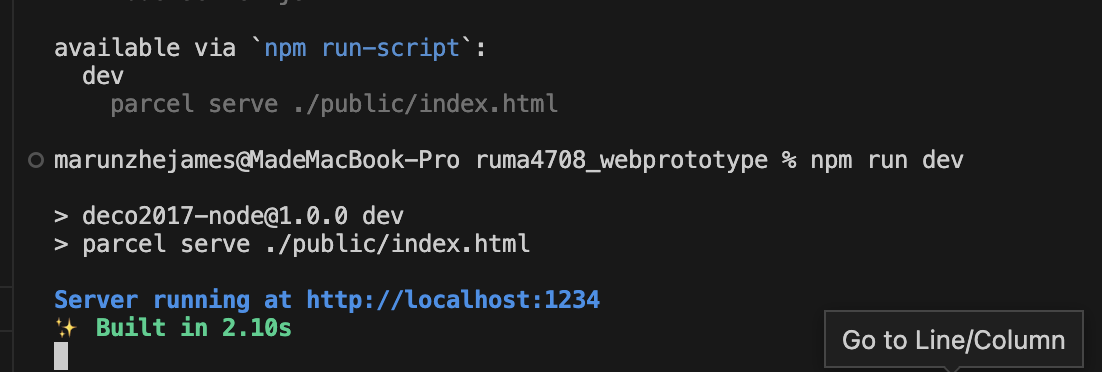 available via `npm run-script`:
dev
parcel serve ./public/index.html
marunzhejames@MadeMacBook-Pro ruma4708_webprototype % npm run dev
> deco2017-node@1.0.0 dev
> parcel serve ./public/index.html
Server running at http://localhost:1234
✨ Built in 2.10s
Go to Line/Column